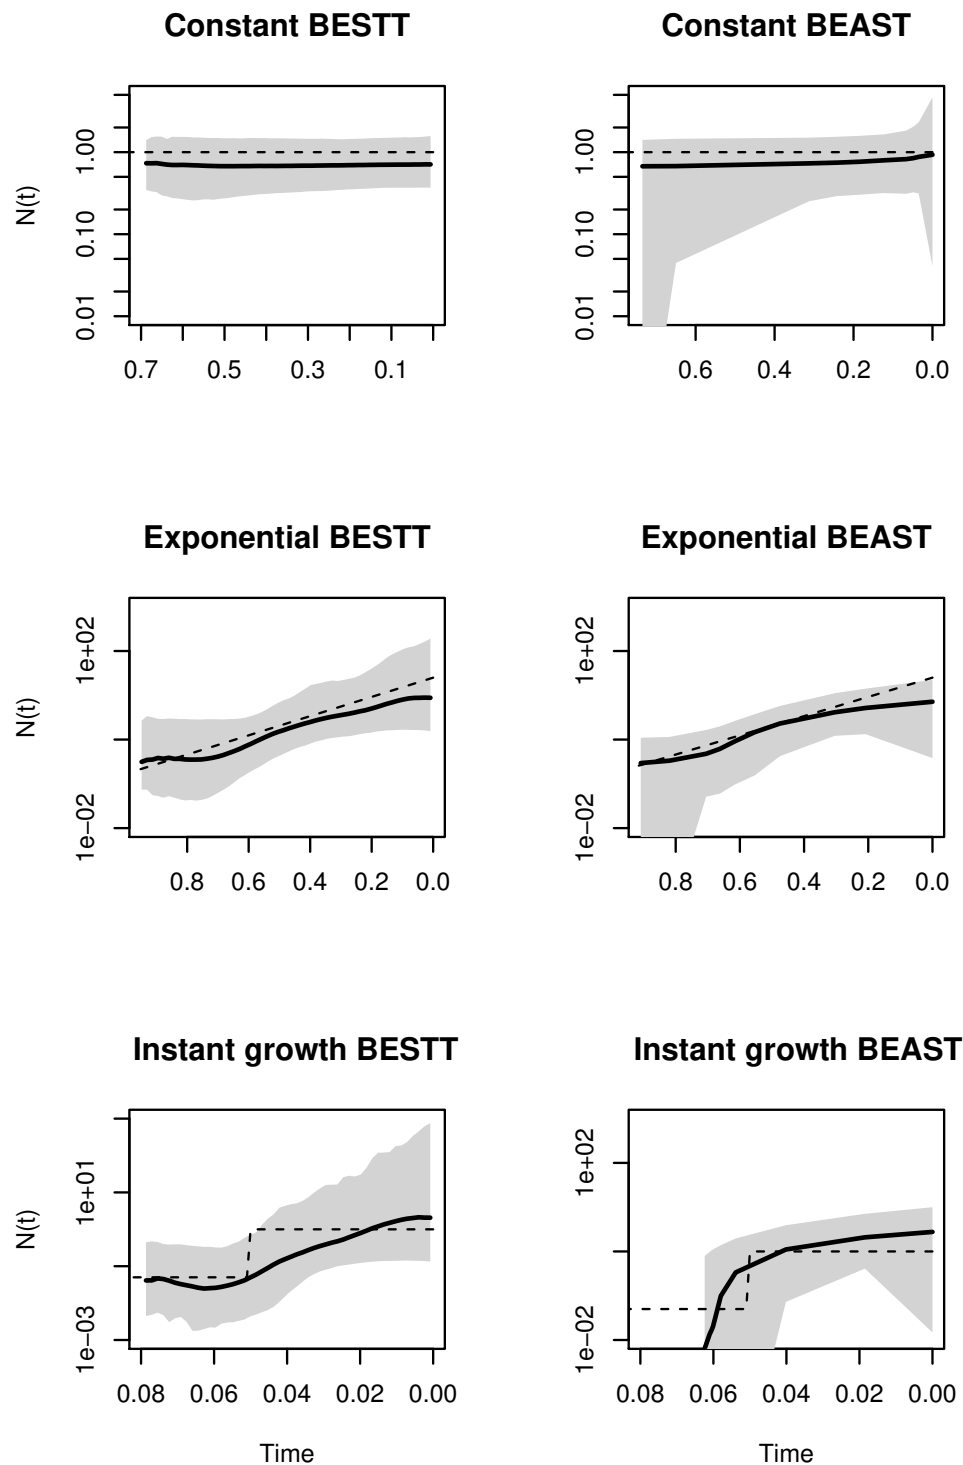 Constant BESTT
Constant BEAST
N(t)
1.00
0.10
0.01
0.7 0.5 0.3 0.1
1.00
0.10
0.01
0.6 0.4 0.2 0.0
Exponential BESTT
Exponential BEAST
N(t)
1e+02
1e−02
0.8 0.6 0.4 0.2 0.0
1e+02
1e−02
0.8 0.6 0.4 0.2 0.0
Instant growth BESTT
Instant growth BEAST
N(t)
1e+01
1e−03
0.08 0.06 0.04 0.02 0.00
Time
1e+02
1e−02
0.08 0.06 0.04 0.02 0.00
Time